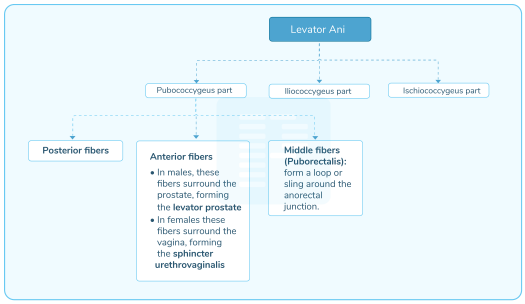 Levator Ani
Pubococcygeus part
Iliococcygeus part
Ischiococcygeus part
Posterior fibers
Anterior fibers
• In males, these
fibers surround the
prostate, forming
the levator prostate
• In females these
fibers surround the
vagina, forming
the sphincter
urethrovaginalis
Middle fibers
(Puborectalis):
form a loop or
sling around the
anorectal
junction.